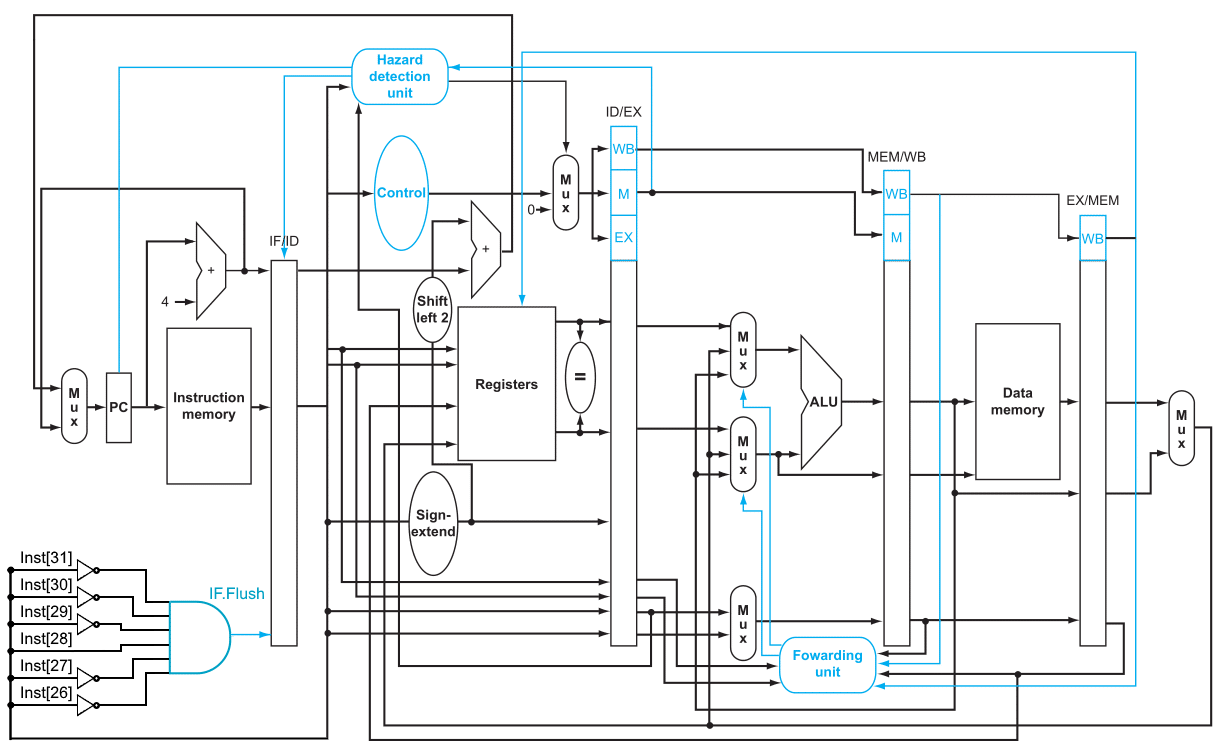 Hazard
detection
unit
ID/EX
WB
MEM/WB
Control
M
u
x
M
WB
EX/MEM
0
EX
M
WB
IF/ID
+
+
4
Shift
left 2
M
u
x
PC
Instruction
memory
Registers
=
M
u
x
ALU
Data
memory
M
u
x
M
u
x
Sign-
extend
Inst[31]
Inst[30]
IF.Flush
Inst[29]
Inst[28]
Inst[27]
Inst[26]
M
u
x
Fowarding
unit